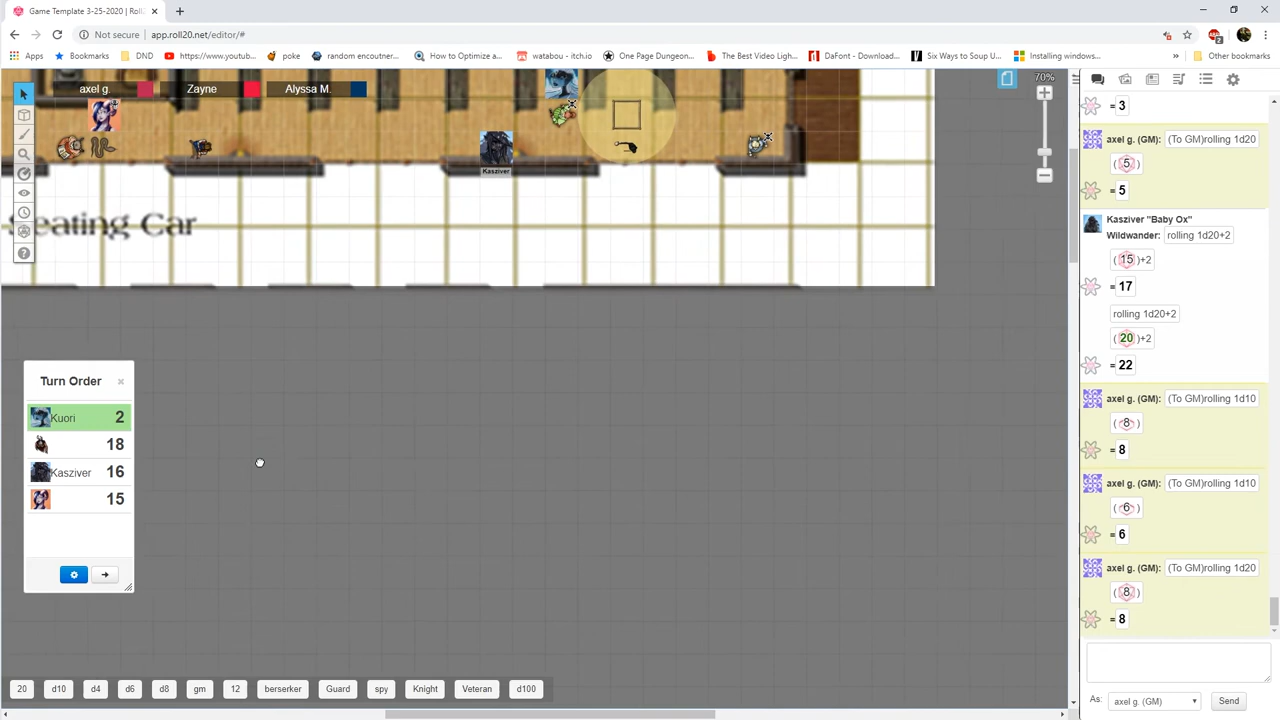 Game Template 3-25-2020 | Roll
Not secure | app.roll20.net/editor/#
Apps Bookmarks DND https://www.youtube... poke random encoutner... How to Optimize a... watabou - itch.io One Page Dungeon... The Best Video Ligh... DaFont - Download... Six Ways to Soup U... Installing windows... Other bookmarks
axel g. Zayne Alyssa M.
70%
Kasziver
Seating Car
Turn Order ×
Kuori 2
18
Kasziver 16
15
20 d10 d4 d6 d8 gm 12 berserker Guard spy Knight Veteran d100
= 3
axel g. (GM): (To GM)rolling 1d20
(5)
= 5
Kasziver "Baby Ox"
Wildwander: rolling 1d20+2
(15)+2
= 17
rolling 1d20+2
(20)+2
= 22
axel g. (GM): (To GM)rolling 1d10
(8)
= 8
axel g. (GM): (To GM)rolling 1d10
(6)
= 6
axel g. (GM): (To GM)rolling 1d20
(8)
= 8
As: axel g. (GM) Send